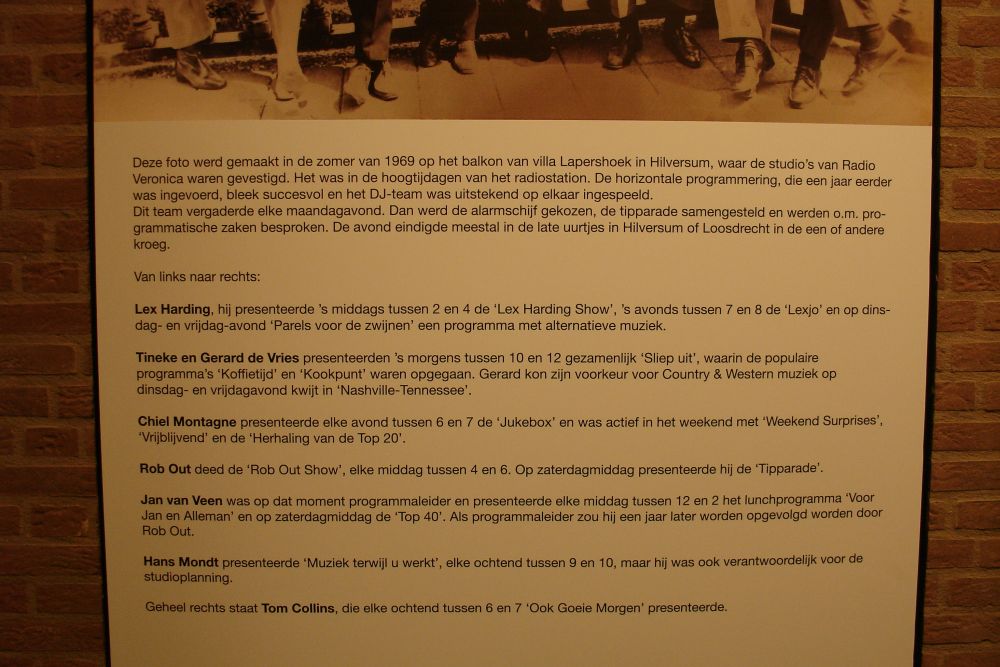 Deze foto werd gemaakt in de zomer van 1969 op het balkon van villa Lapershoek in Hilversum, waar de studio's van Radio
Veronica waren gevestigd. Het was in de hoogtijdagen van het radiostation. De horizontale programmering, die een jaar eerder
was ingevoerd, bleek succesvol en het DJ-team was uitstekend op elkaar ingespeeld.
Dit team vergaderde elke maandagavond. Dan werd de alarmschijf gekozen, de tipparade samengesteld en werden o.m. pro-
grammatische zaken besproken. De avond eindigde meestal in de late uurtjes in Hilversum of Loosdrecht in de een of andere
kroeg.
Van links naar rechts:
Lex Harding, hij presenteerde 's middags tussen 2 en 4 de 'Lex Harding Show', 's avonds tussen 7 en 8 de 'Lexjo' en op dins-
dag- en vrijdag-avond 'Parels voor de zwijnen' een programma met alternatieve muziek.
Tineke en Gerard de Vries presenteerden 's morgens tussen 10 en 12 gezamenlijk 'Sliep uit', waarin de populaire
programma's 'Koffietijd' en 'Kookpunt' waren opgegaan. Gerard kon zijn voorkeur voor Country & Western muziek op
dinsdag- en vrijdagavond kwijt in 'Nashville-Tennessee'.
Chiel Montagne presenteerde elke avond tussen 6 en 7 de 'Jukebox' en was actief in het weekend met 'Weekend Surprises',
'Vrijblijvend' en de 'Herhaling van de Top 20'.
Rob Out deed de 'Rob Out Show', elke middag tussen 4 en 6. Op zaterdagmiddag presenteerde hij de 'Tipparade'.
Jan van Veen was op dat moment programmaleider en presenteerde elke middag tussen 12 en 2 het lunchprogramma 'Voor
Jan en Alleman' en op zaterdagmiddag de 'Top 40'. Als programmaleider zou hij een jaar later worden opgevolgd worden door
Rob Out.
Hans Mondt presenteerde 'Muziek terwijl u werkt', elke ochtend tussen 9 en 10, maar hij was ook verantwoordelijk voor de
studioplanning.
Geheel rechts staat Tom Collins, die elke ochtend tussen 6 en 7 'Ook Goeie Morgen' presenteerde.